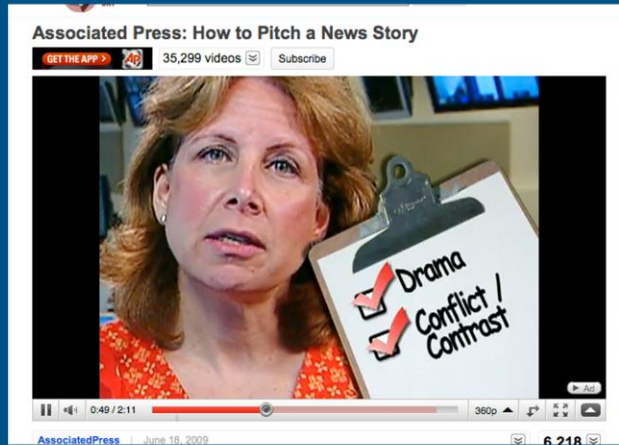 Associated Press: How to Pitch a News Story
GET THE APP > AP 35,299 videos Subscribe
Drama
Conflict /
Contrast
Ad
0:49 / 2:11 360p
AssociatedPress | June 18, 2009 6,218